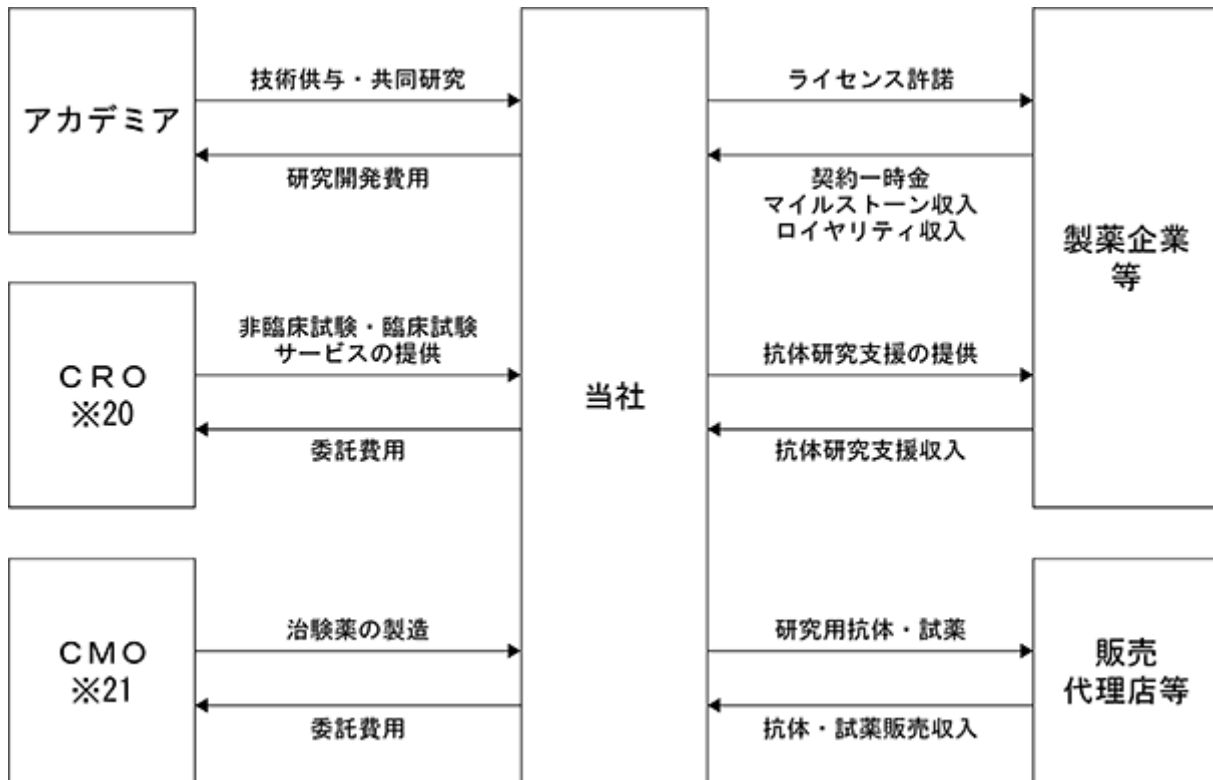 アカデミア
技術供与・共同研究
研究開発費用
ＣＲＯ
※20
非臨床試験・臨床試験
サービスの提供
委託費用
ＣＭＯ
※21
治験薬の製造
委託費用
当社
ライセンス許諾
契約一時金
マイルストーン収入
ロイヤリティ収入
抗体研究支援の提供
抗体研究支援収入
製薬企業
等
研究用抗体・試薬
抗体・試薬販売収入
販売
代理店等